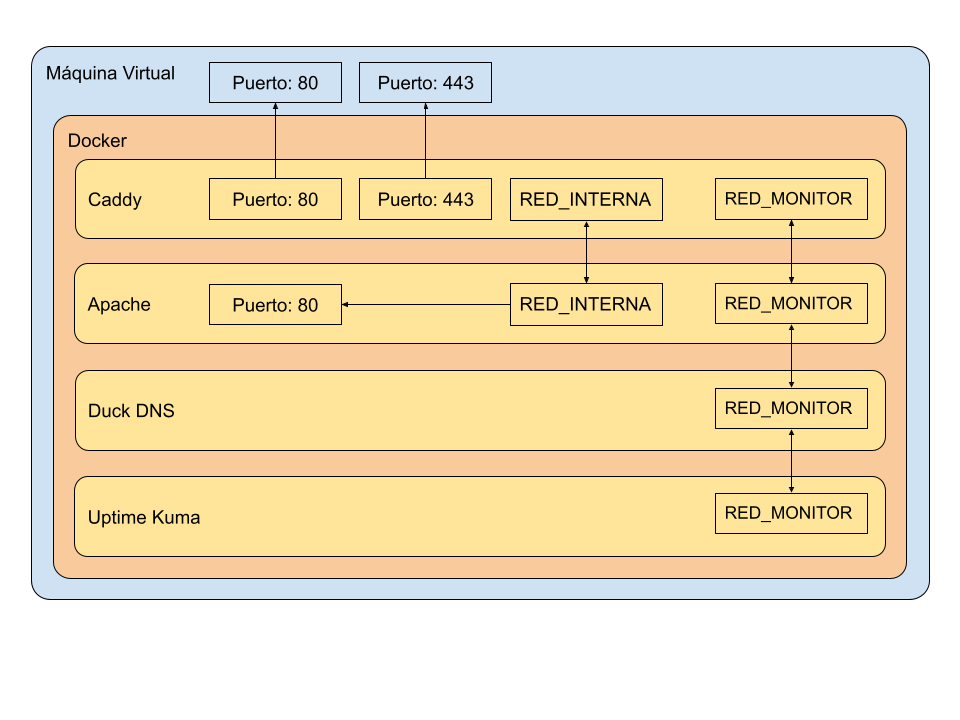 Máquina Virtual
Puerto: 80
Puerto: 443
Docker
Caddy
Puerto: 80
Puerto: 443
RED_INTERNA
RED_MONITOR
Apache
Puerto: 80
RED_INTERNA
RED_MONITOR
Duck DNS
RED_MONITOR
Uptime Kuma
RED_MONITOR